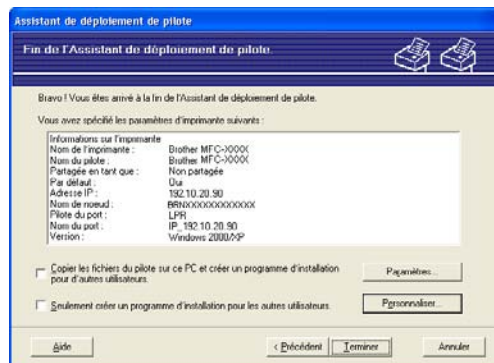 Assistant de déploiement de pilote
Fin de l'Assistant de déploiement de pilote.
Bravo ! Vous êtes arrivé à la fin de l'Assistant de déploiement de pilote.
Vous avez spécifié les paramètres d'imprimante suivants :
Informations sur l'imprimante
Nom de l'imprimante : Brother MFC-XXXX
Nom du pilote : Brother MFC-XXXX
Partagée en tant que : Non partagée
Par défaut : Oui
Adresse IP : 192.10.20.90
Nom de noeud : BRNXXXXXXXXXXXX
Pilote du port : LPR
Nom du port : IP_192.10.20.90
Version : Windows 2000/XP
Copier les fichiers du pilote sur ce PC et créer un programme d'installation
pour d'autres utilisateurs.
Paramètres...
Seulement créer un programme d'installation pour les autres utilisateurs.
Personnaliser...
Aide
< Précédent
Terminer
Annuler